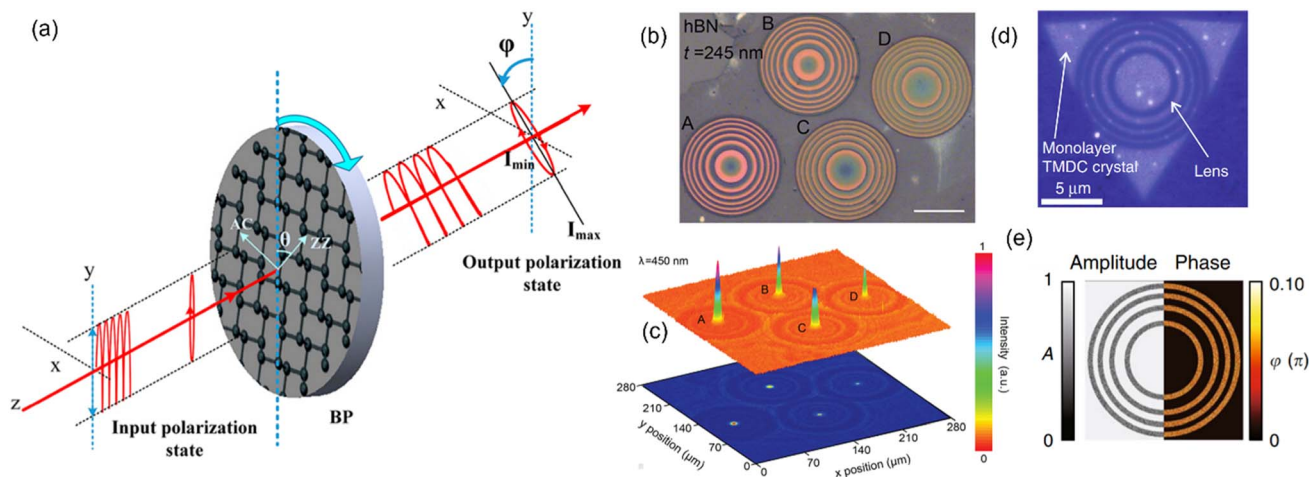 (a)
y
x
z
Input polarization
state
AC
θ
ZZ
BP
y
φ
x
I_min
I_max
Output polarization
state
(b)
hBN
t =245 nm
B
D
A
C
(c)
λ=450 nm
A
B
C
D
1
Intensity (a.u.)
0
280
210
140
70
0
y position (μm)
0
70
140
210
280
x position (μm)
(d)
Monolayer
TMDC crystal
5 μm
Lens
(e)
Amplitude Phase
1
A
0
0.10
φ (π)
0